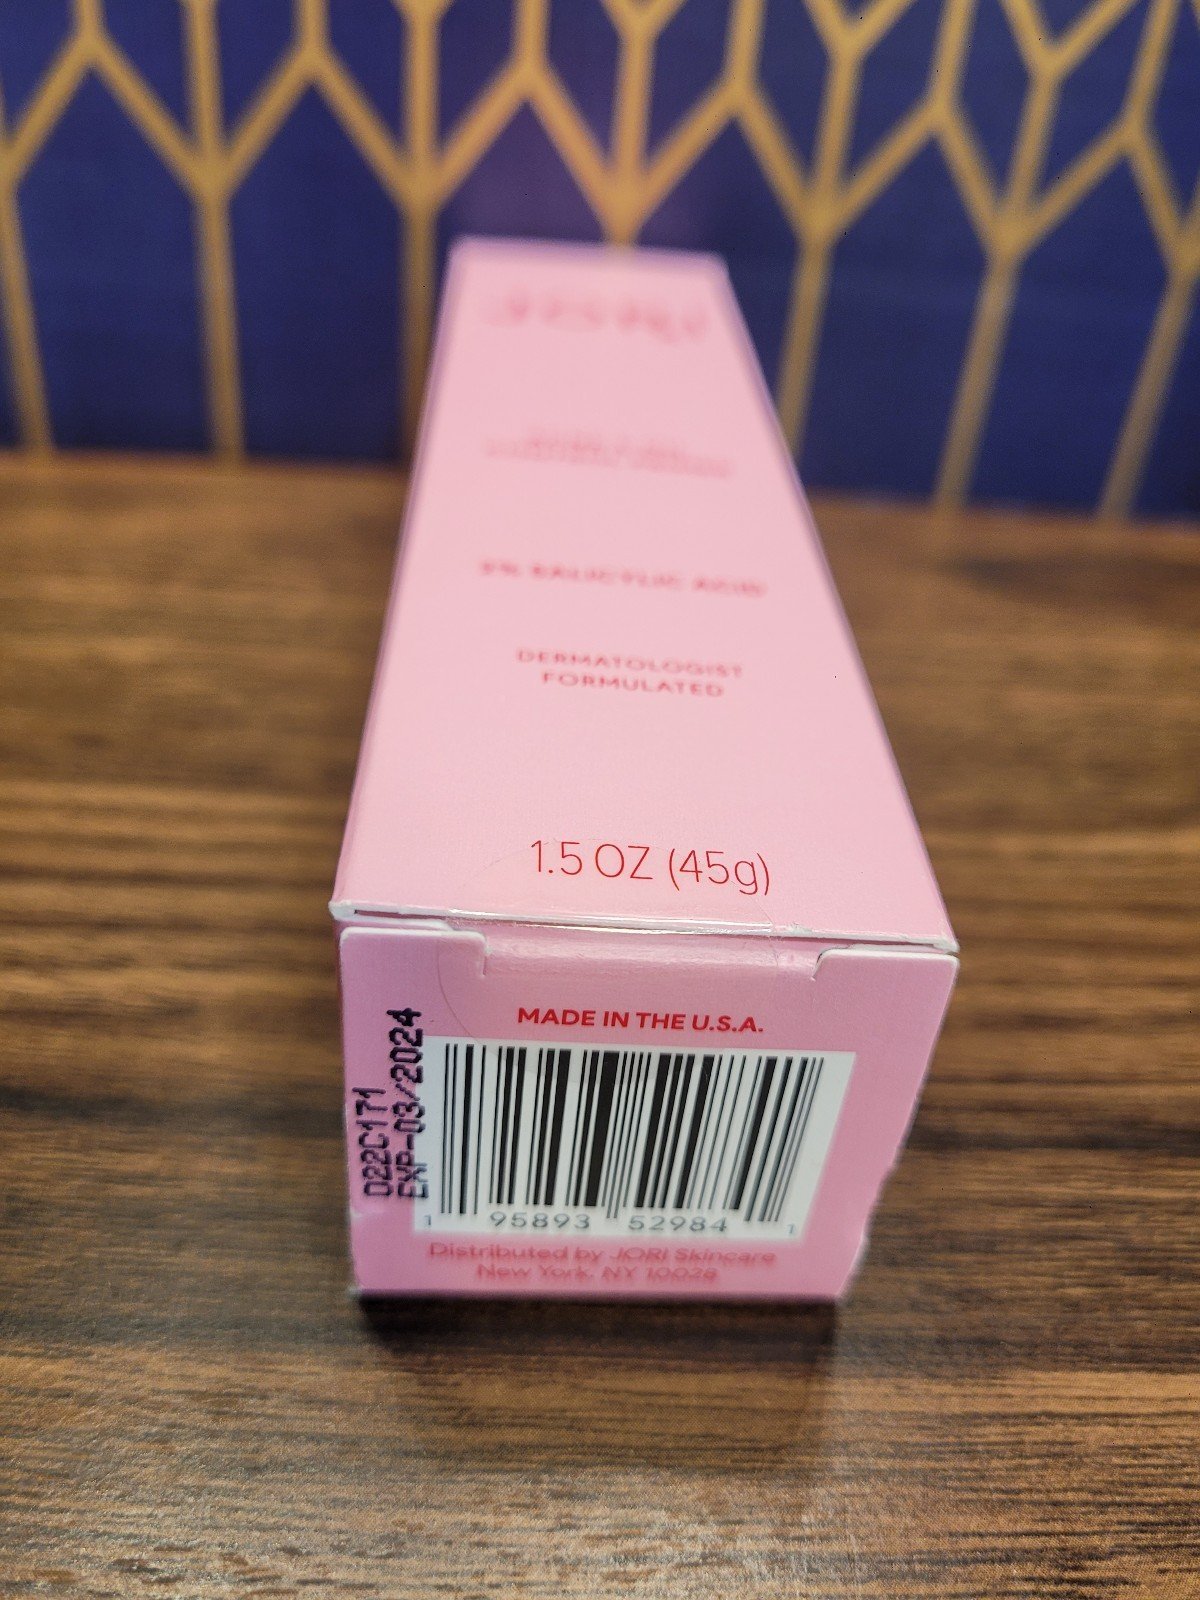 JORI
2% SALICYLIC ACID
DERMATOLOGIST
FORMULATED
1.5 OZ (45g)
MADE IN THE U.S.A.
D22C171
EXP-03/2024
1 95893 52984 1
Distributed by JORI Skincare
New York, NY 10028